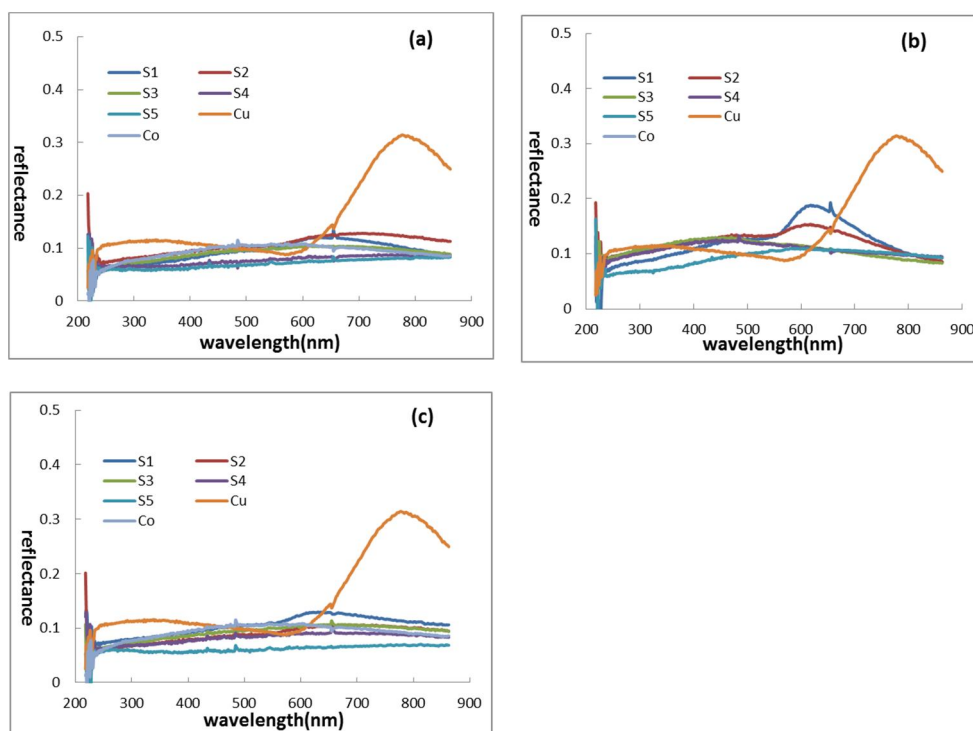 (a)
0.5
0.4
0.3
0.2
0.1
0
reflectance
S1 S2
S3 S4
S5 Cu
Co
200 300 400 500 600 700 800 900
wavelength(nm)
(b)
0.5
0.4
0.3
0.2
0.1
0
reflectance
S1 S2
S3 S4
S5 Cu
Co
200 300 400 500 600 700 800 900
wavelength(nm)
(c)
0.5
0.4
0.3
0.2
0.1
0
reflectance
S1 S2
S3 S4
S5 Cu
Co
200 300 400 500 600 700 800 900
wavelength(nm)